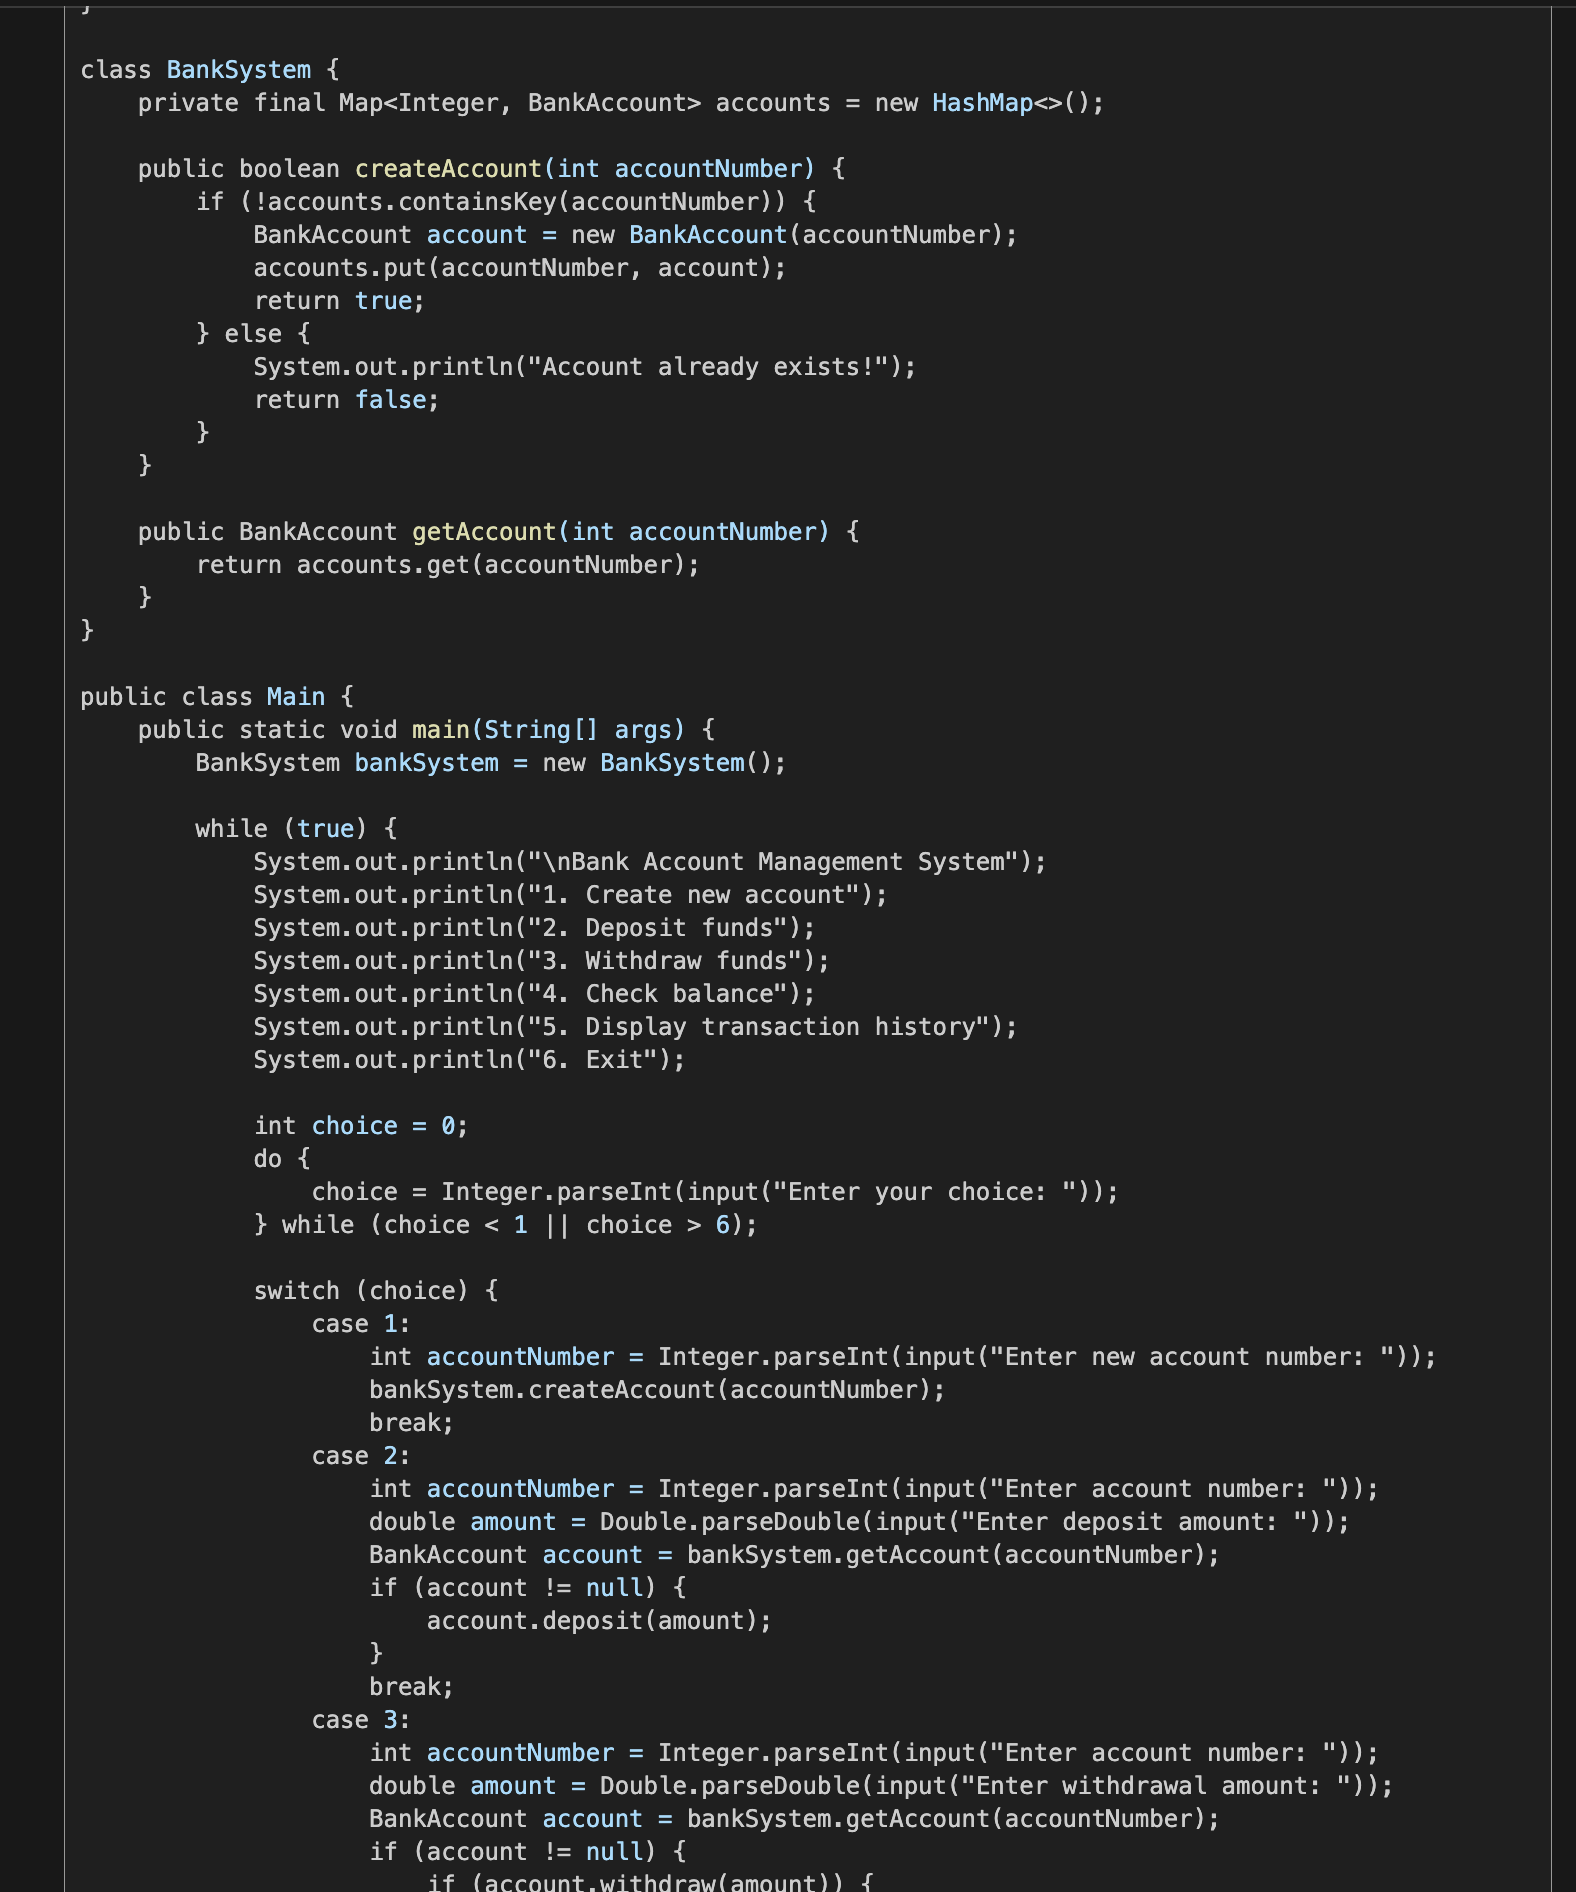 }
class BankSystem {
    private final Map<Integer, BankAccount> accounts = new HashMap<>();

    public boolean createAccount(int accountNumber) {
        if (!accounts.containsKey(accountNumber)) {
            BankAccount account = new BankAccount(accountNumber);
            accounts.put(accountNumber, account);
            return true;
        } else {
            System.out.println("Account already exists!");
            return false;
        }
    }

    public BankAccount getAccount(int accountNumber) {
        return accounts.get(accountNumber);
    }
}

public class Main {
    public static void main(String[] args) {
        BankSystem bankSystem = new BankSystem();

        while (true) {
            System.out.println("\nBank Account Management System");
            System.out.println("1. Create new account");
            System.out.println("2. Deposit funds");
            System.out.println("3. Withdraw funds");
            System.out.println("4. Check balance");
            System.out.println("5. Display transaction history");
            System.out.println("6. Exit");

            int choice = 0;
            do {
                choice = Integer.parseInt(input("Enter your choice: "));
            } while (choice < 1 || choice > 6);

            switch (choice) {
                case 1:
                    int accountNumber = Integer.parseInt(input("Enter new account number: "));
                    bankSystem.createAccount(accountNumber);
                    break;
                case 2:
                    int accountNumber = Integer.parseInt(input("Enter account number: "));
                    double amount = Double.parseDouble(input("Enter deposit amount: "));
                    BankAccount account = bankSystem.getAccount(accountNumber);
                    if (account != null) {
                        account.deposit(amount);
                    }
                    break;
                case 3:
                    int accountNumber = Integer.parseInt(input("Enter account number: "));
                    double amount = Double.parseDouble(input("Enter withdrawal amount: "));
                    BankAccount account = bankSystem.getAccount(accountNumber);
                    if (account != null) {
                        if (account.withdraw(amount)) {